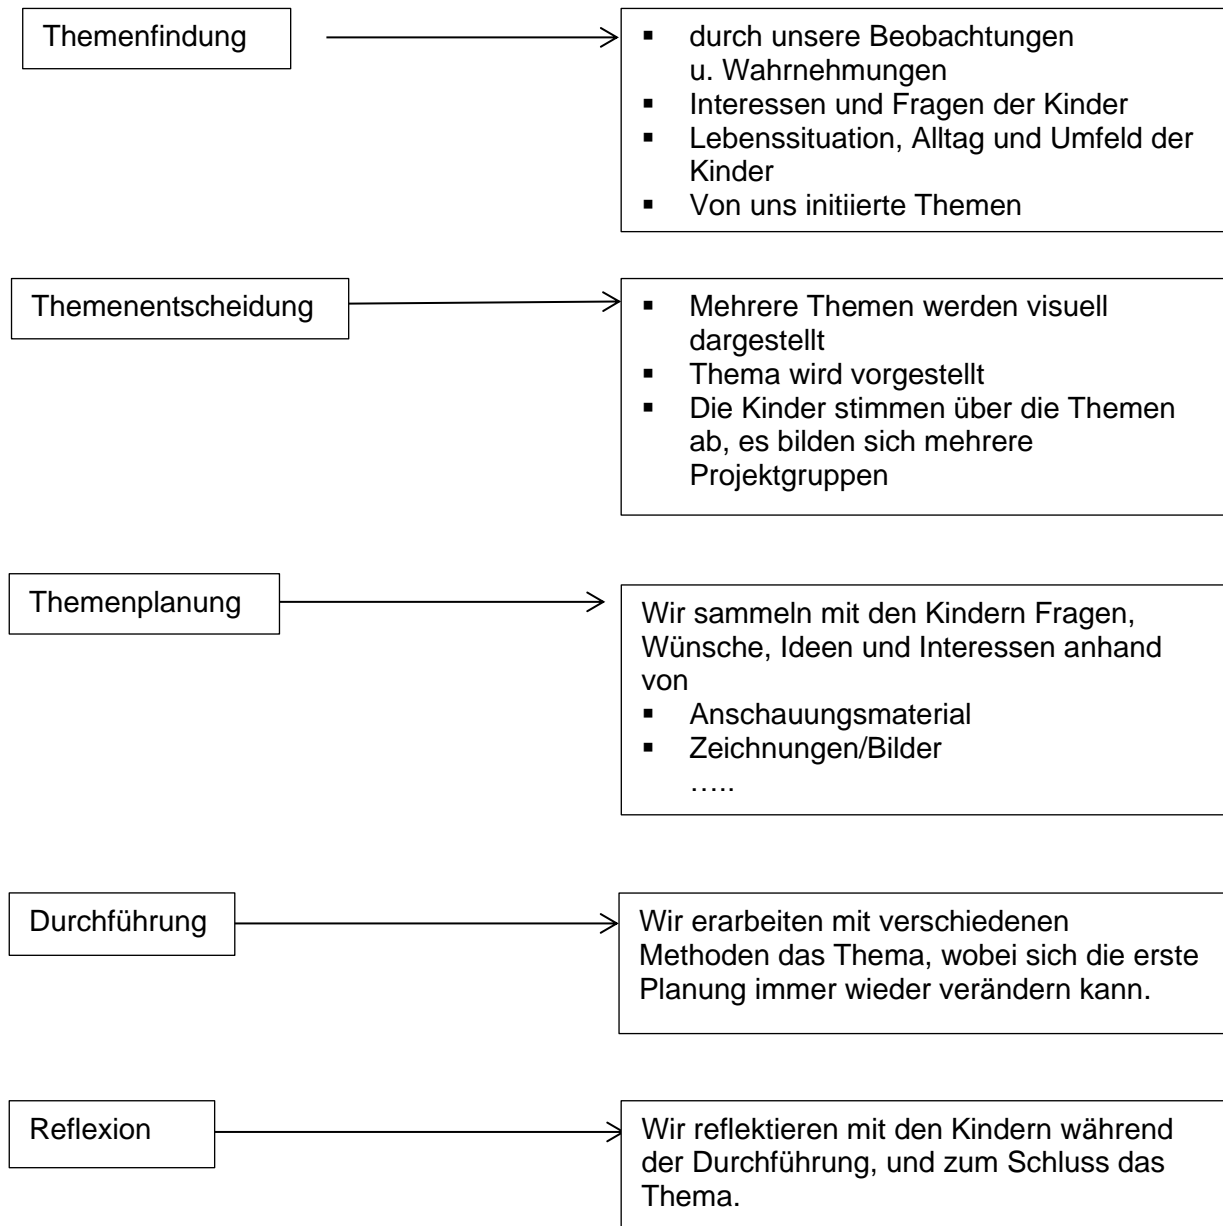 Themenfindung
▪ durch unsere Beobachtungen
u. Wahrnehmungen
▪ Interessen und Fragen der Kinder
▪ Lebenssituation, Alltag und Umfeld der
Kinder
▪ Von uns initiierte Themen
Themenentscheidung
▪ Mehrere Themen werden visuell
dargestellt
▪ Thema wird vorgestellt
▪ Die Kinder stimmen über die Themen
ab, es bilden sich mehrere
Projektgruppen
Themenplanung
Wir sammeln mit den Kindern Fragen,
Wünsche, Ideen und Interessen anhand
von
▪ Anschauungsmaterial
▪ Zeichnungen/Bilder
…..
Durchführung
Wir erarbeiten mit verschiedenen
Methoden das Thema, wobei sich die erste
Planung immer wieder verändern kann.
Reflexion
Wir reflektieren mit den Kindern während
der Durchführung, und zum Schluss das
Thema.